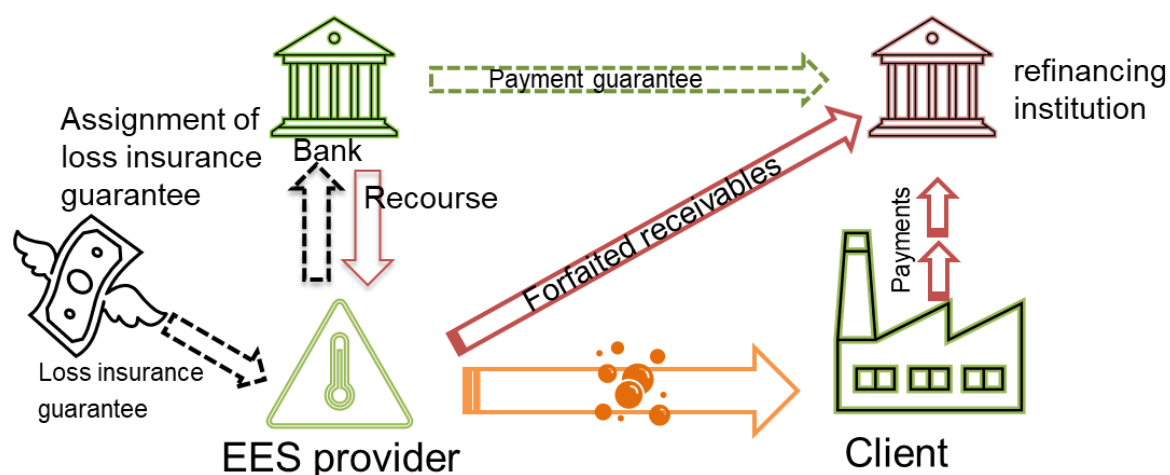 Payment guarantee
refinancing
institution
Assignment of
loss insurance
guarantee
Bank
Recourse
Forfaited receivables
Payments
Loss insurance
guarantee
EES provider
Client